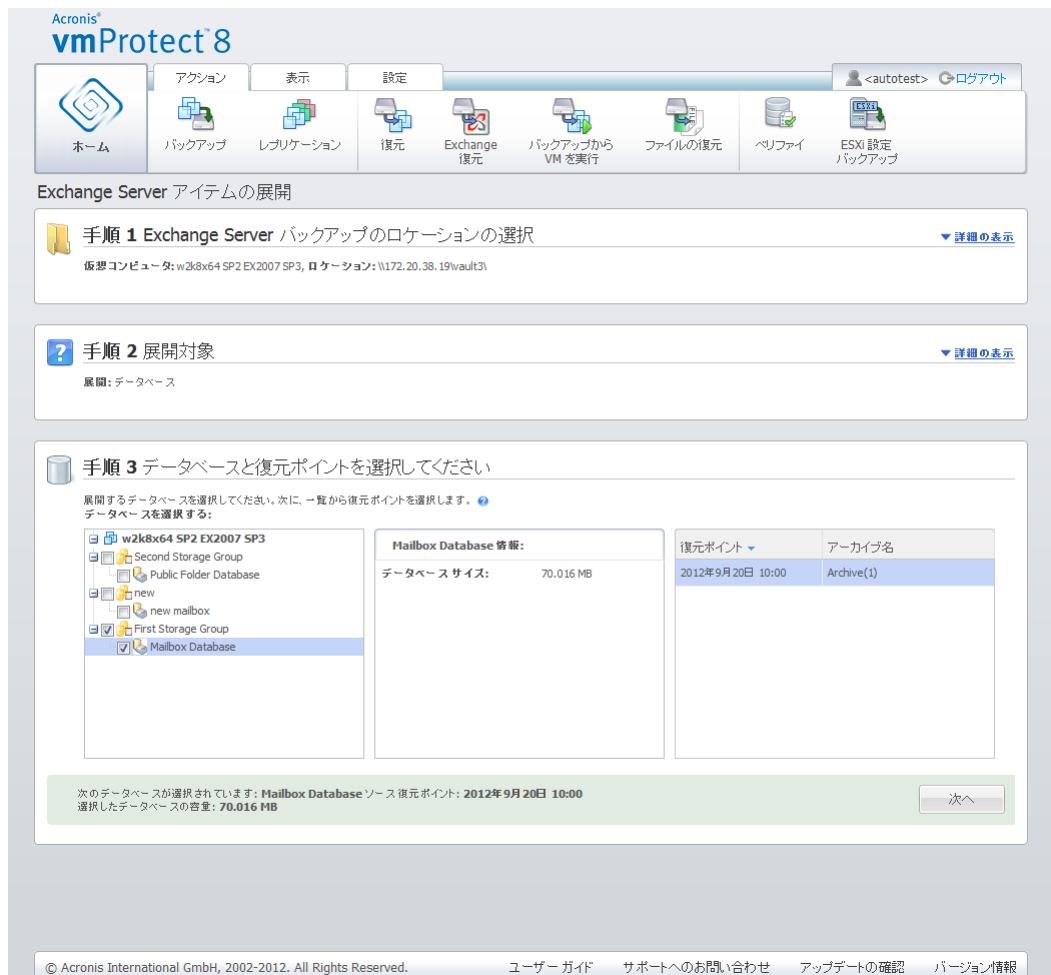 Acronis®
vmProtect™8
アクション 表示 設定 <autotest> ログアウト
ホーム
バックアップ
レプリケーション
復元
Exchange
復元
バックアップから
VM を実行
ファイルの復元
ベリファイ
ESXi 設定
バックアップ
Exchange Server アイテムの展開
手順 1 Exchange Server バックアップのロケーションの選択
▼ 詳細の表示
仮想コンピュータ: w2k8x64 SP2 EX2007 SP3, ロケーション: \\172.20.38.19\vault3\
手順 2 展開対象
▼ 詳細の表示
展開: データベース
手順 3 データベースと復元ポイントを選択してください
展開するデータベースを選択してください。次に、一覧から復元ポイントを選択します。
データベースを選択する:
w2k8x64 SP2 EX2007 SP3
Second Storage Group
Public Folder Database
new
new mailbox
First Storage Group
Mailbox Database
Mailbox Database 情報:
データベース サイズ: 70.016 MB
復元ポイント アーカイブ名
2012年9月20日 10:00 Archive(1)
次のデータベースが選択されています: Mailbox Database ソース復元ポイント: 2012年9月20日 10:00
選択したデータベースの容量: 70.016 MB
次へ
© Acronis International GmbH, 2002-2012. All Rights Reserved. ユーザー ガイド サポートへのお問い合わせ アップデートの確認 バージョン情報